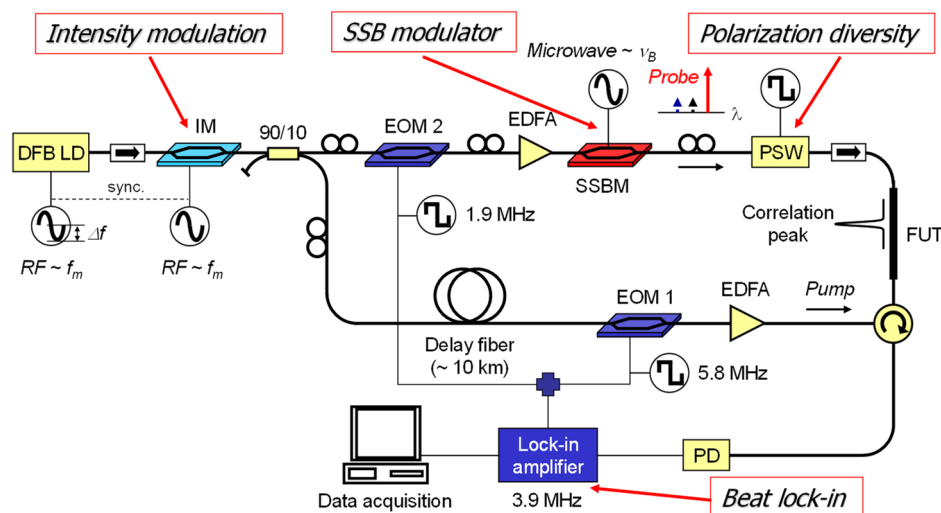 Intensity modulation
SSB modulator
Polarization diversity
Microwave ~ νB
Probe
λ
IM
90/10
EOM 2
EDFA
DFB LD
PSW
SSBM
sync.
1.9 MHz
Correlation
peak
FUT
Δf
RF ~ fm
RF ~ fm
EOM 1
EDFA
Pump
Delay fiber
(~ 10 km)
5.8 MHz
Lock-in
amplifier
PD
Data acquisition
3.9 MHz
Beat lock-in